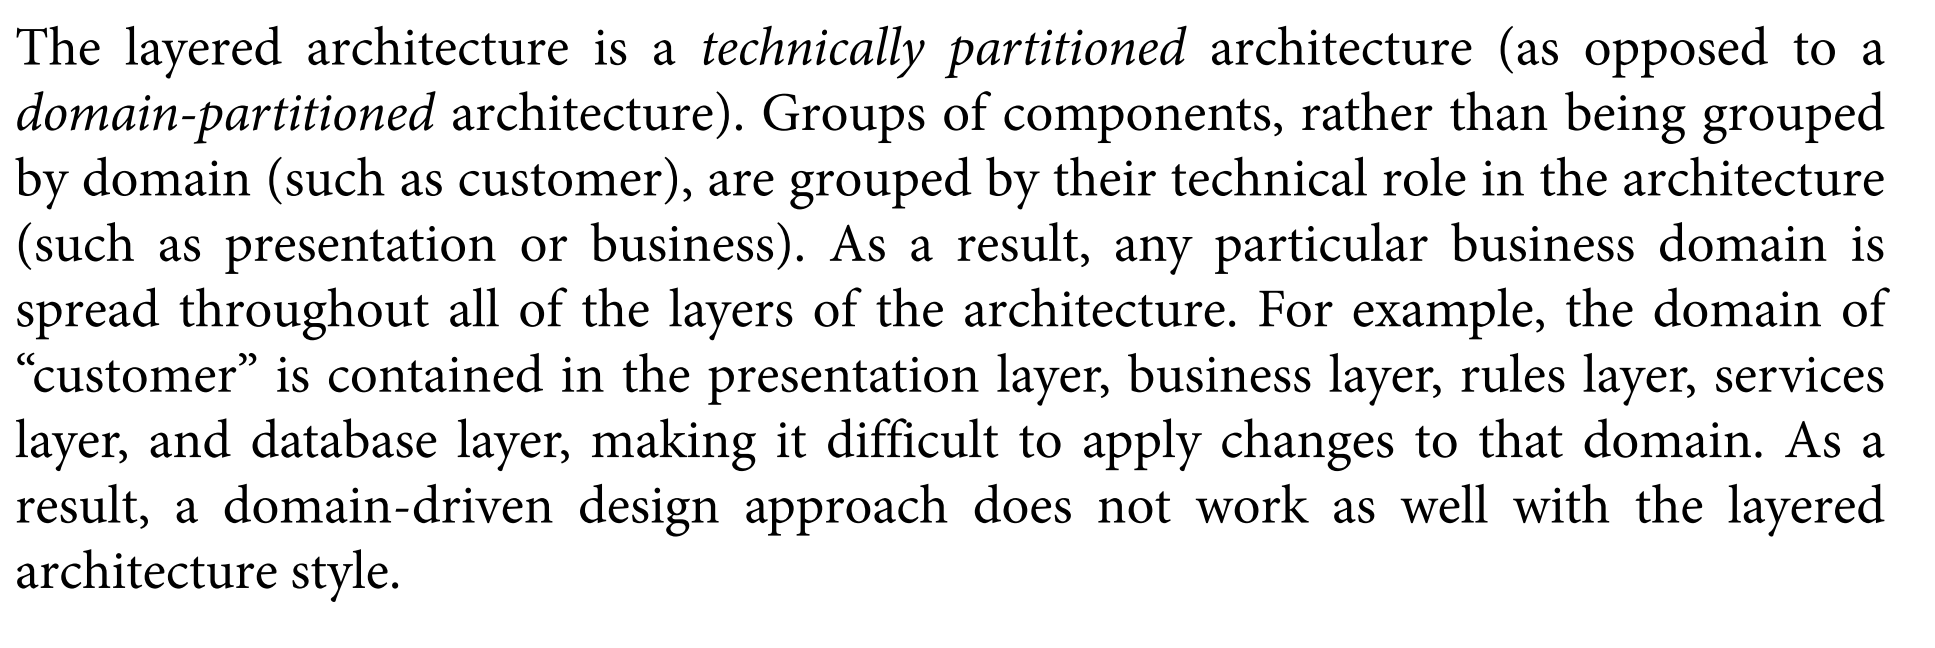 The layered architecture is a technically partitioned architecture (as opposed to a
domain-partitioned architecture). Groups of components, rather than being grouped
by domain (such as customer), are grouped by their technical role in the architecture
(such as presentation or business). As a result, any particular business domain is
spread throughout all of the layers of the architecture. For example, the domain of
“customer” is contained in the presentation layer, business layer, rules layer, services
layer, and database layer, making it difficult to apply changes to that domain. As a
result, a domain-driven design approach does not work as well with the layered
architecture style.